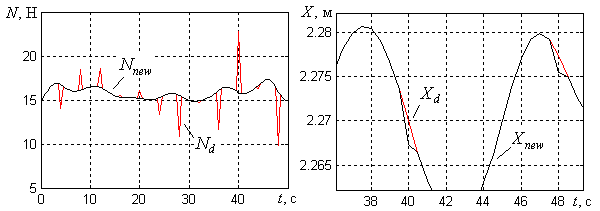 N, Н
20
15
10
5
0 10 20 30 40 t, с
N_new
N_d
X, м
2.28
2.275
2.27
2.265
38 40 42 44 46 48 t, с
X_d
X_new